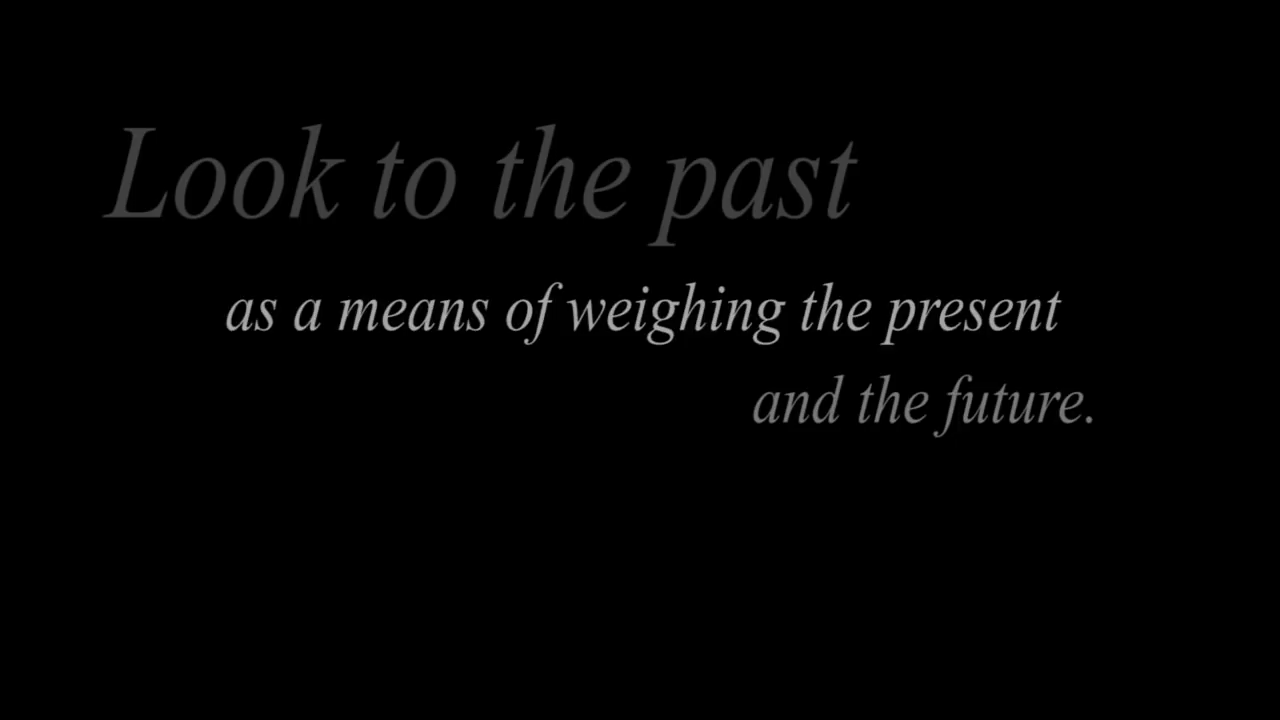 Look to the past
as a means of weighing the present
and the future.